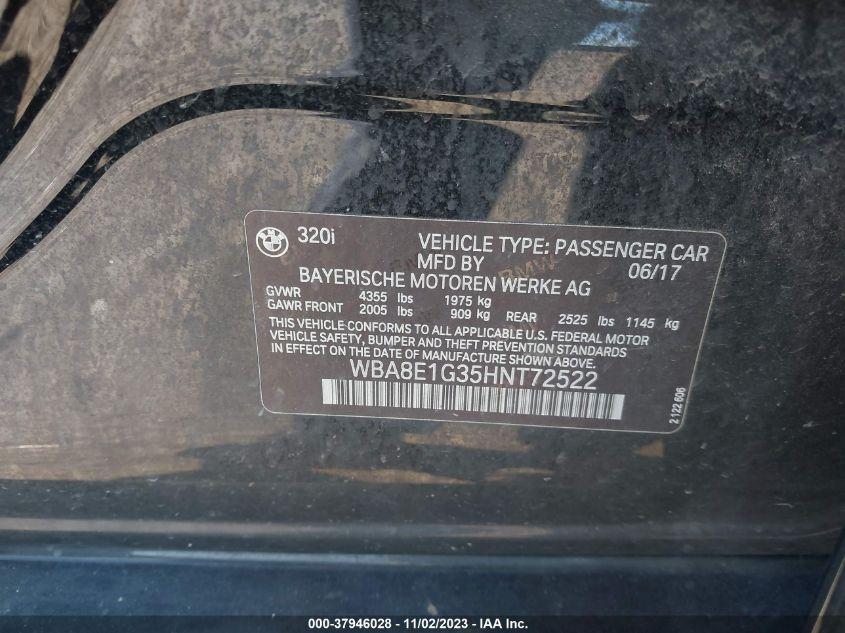 320i VEHICLE TYPE: PASSENGER CAR
MFD BY 06/17
BAYERISCHE MOTOREN WERKE AG
GVWR 4355 lbs 1975 kg
GAWR FRONT 2005 lbs 909 kg REAR 2525 lbs 1145 kg
THIS VEHICLE CONFORMS TO ALL APPLICABLE U.S. FEDERAL MOTOR
VEHICLE SAFETY, BUMPER AND THEFT PREVENTION STANDARDS
IN EFFECT ON THE DATE OF MANUFACTURE SHOWN ABOVE.
WBA8E1G35HNT72522
2 122 606
000-37946028 - 11/02/2023 - IAAI.COM